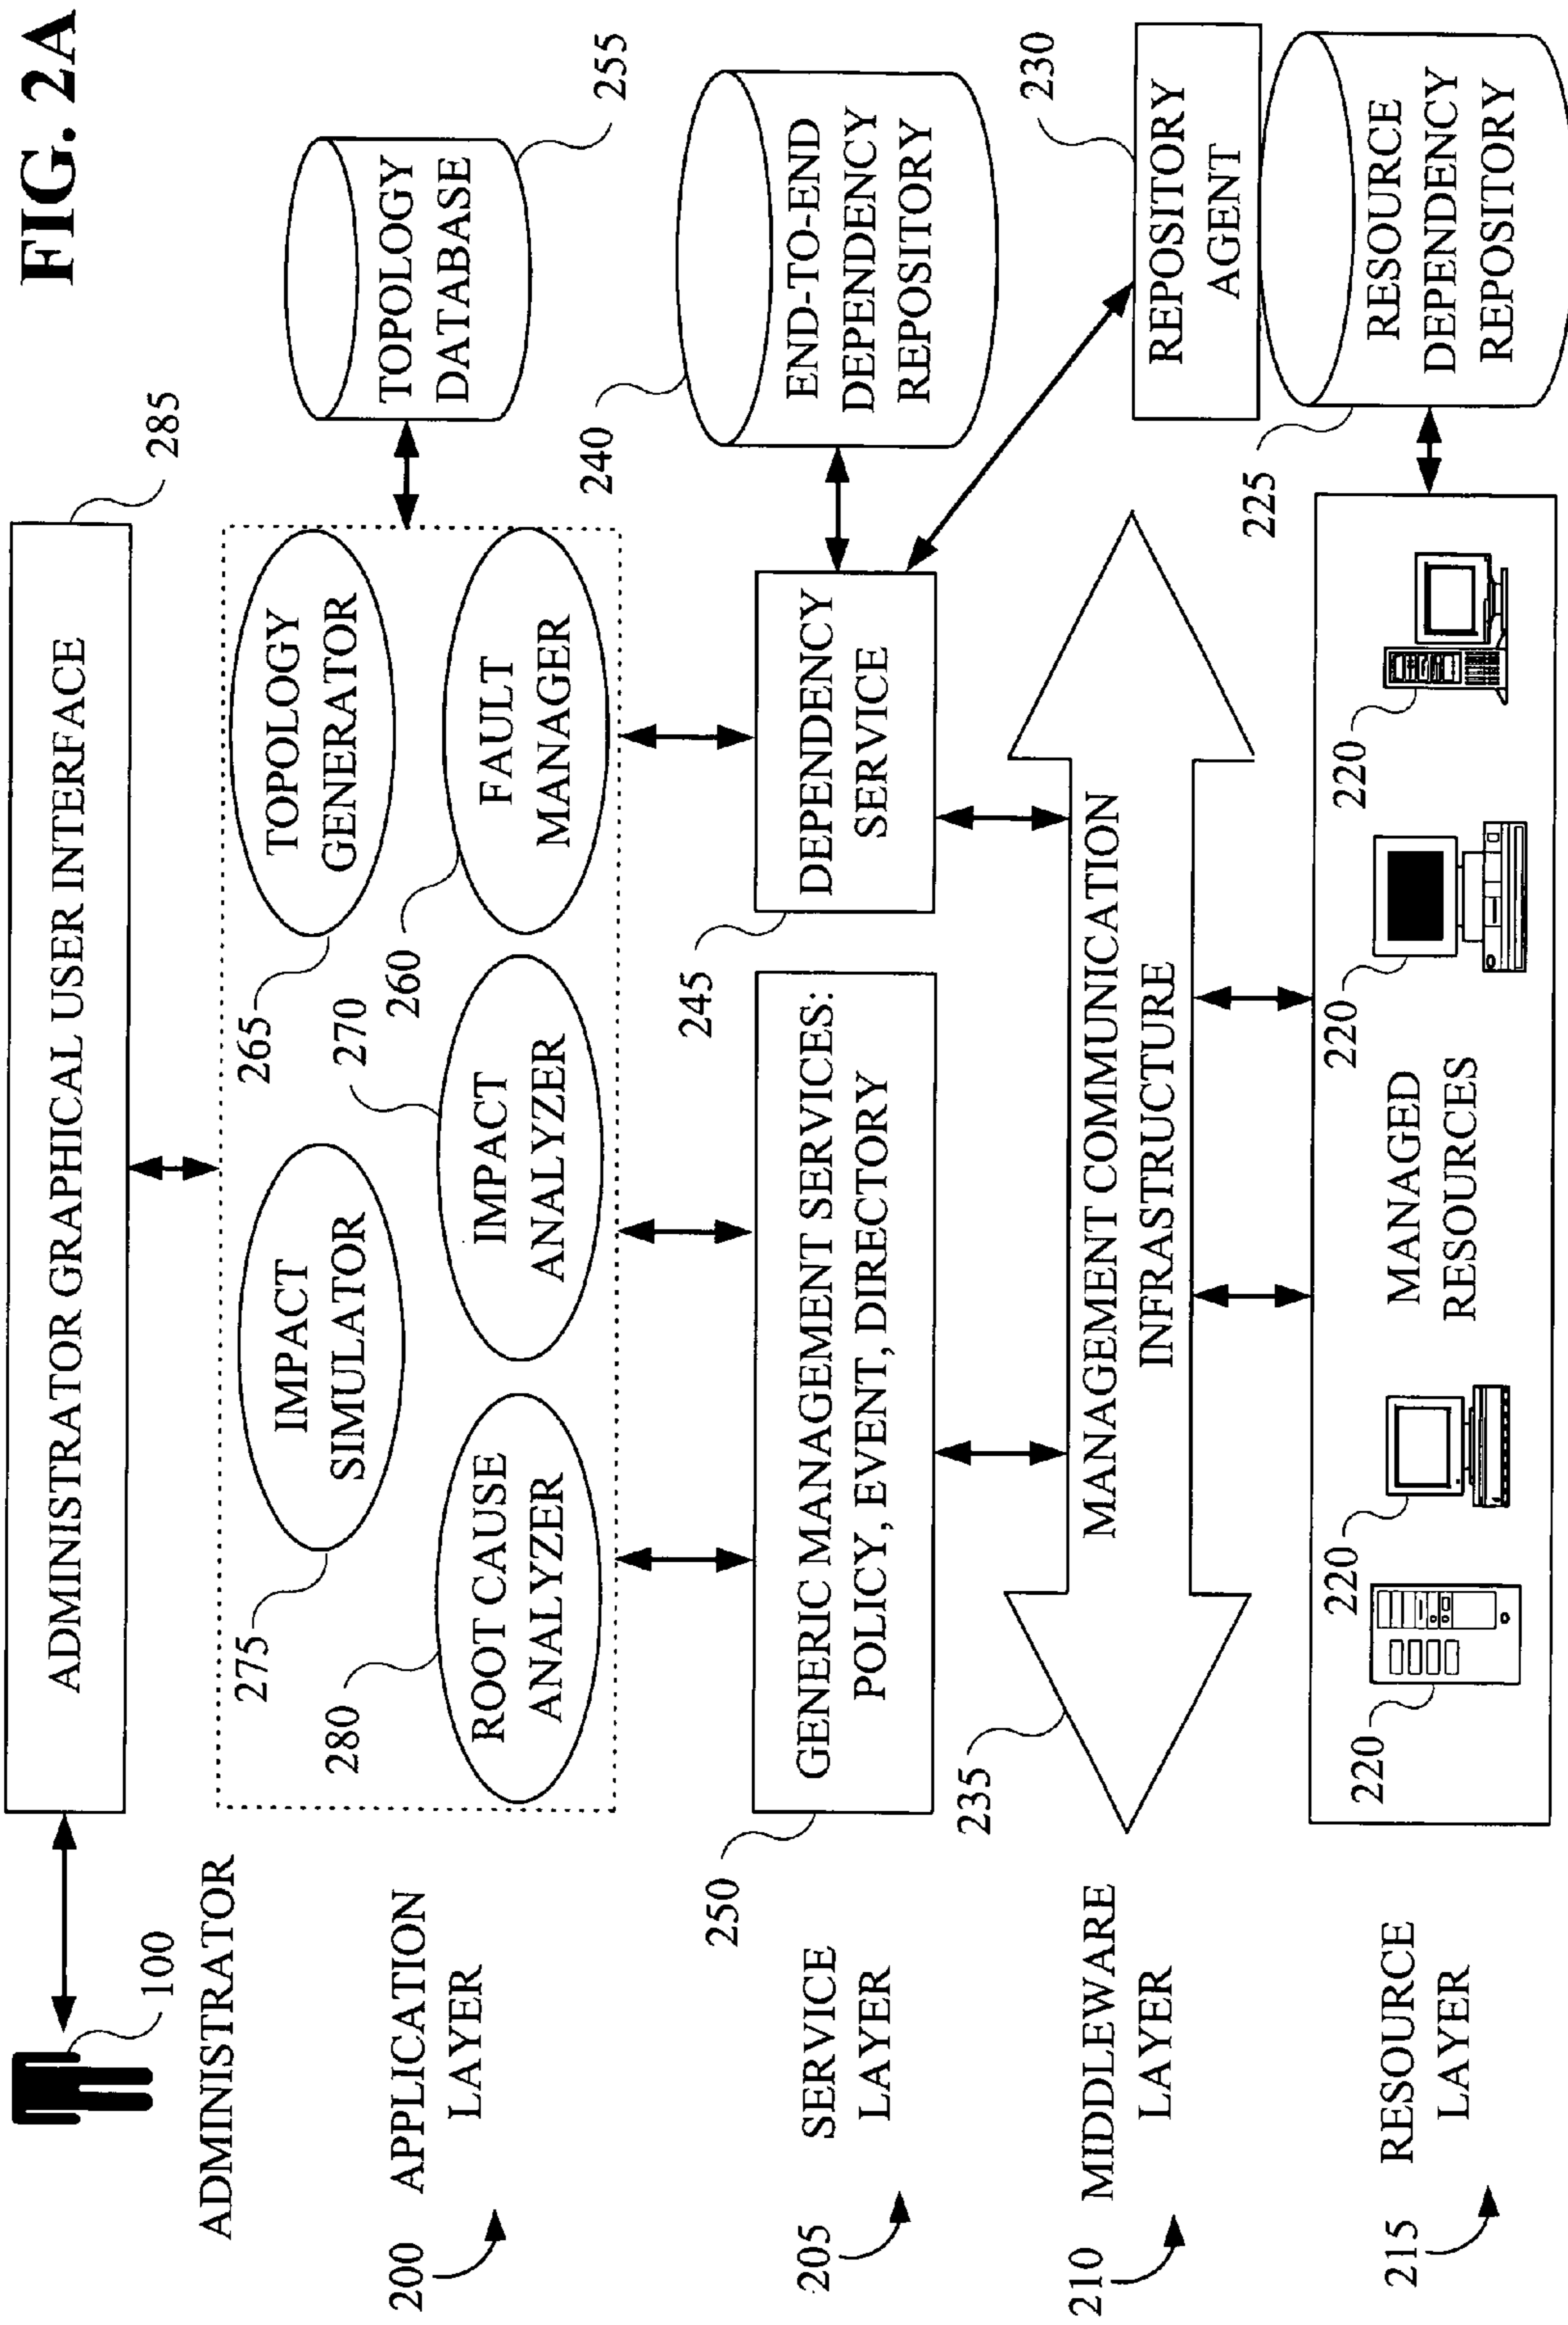 FIG. 2A
ADMINISTRATOR GRAPHICAL USER INTERFACE
285
100
ADMINISTRATOR
200
APPLICATION
LAYER
275
IMPACT
SIMULATOR
265
TOPOLOGY
GENERATOR
280
ROOT CAUSE
ANALYZER
270
IMPACT
ANALYZER
260
FAULT
MANAGER
TOPOLOGY
DATABASE
255
205
SERVICE
LAYER
250
GENERIC MANAGEMENT SERVICES:
POLICY, EVENT, DIRECTORY
245
DEPENDENCY
SERVICE
240
END-TO-END
DEPENDENCY
REPOSITORY
210
MIDDLEWARE
LAYER
235
MANAGEMENT COMMUNICATION
INFRASTRUCTURE
230
REPOSITORY
AGENT
215
RESOURCE
LAYER
220
220
MANAGED
RESOURCES
220
220
225
RESOURCE
DEPENDENCY
REPOSITORY